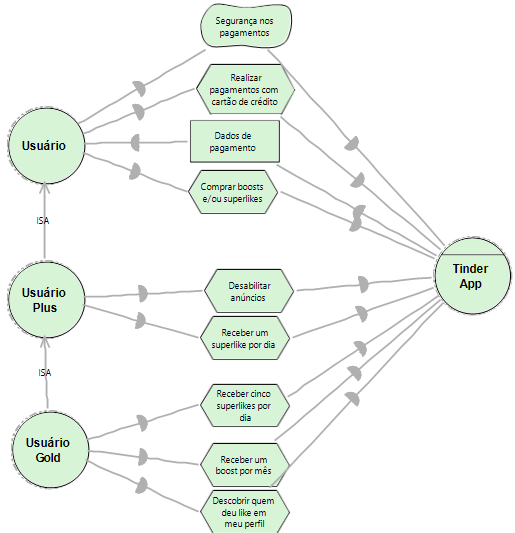 Segurança nos
pagamentos
Realizar
pagamentos com
cartão de crédito
Usuário
Dados de
pagamento
Comprar boosts
e/ou superlikes
ISA
Tinder
App
Usuário
Plus
Desabilitar
anúncios
Receber um
superlike por dia
ISA
Receber cinco
superlikes por
dia
Usuário
Gold
Receber um
boost por mês
Descobrir quem
deu like em
meu perfil